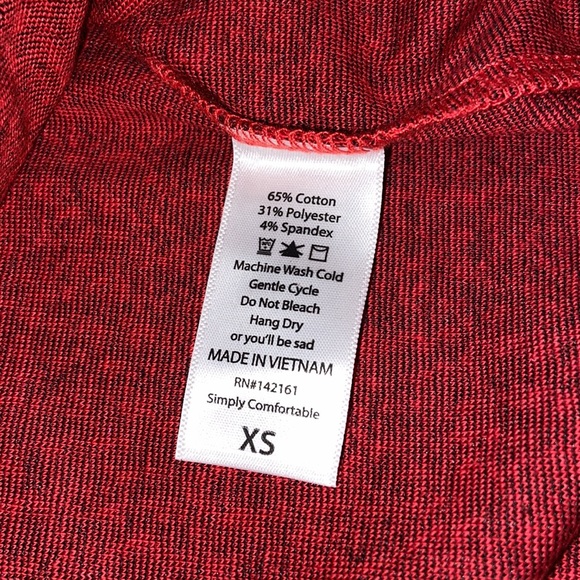 65% Cotton
31% Polyester
4% Spandex
Machine Wash Cold
Gentle Cycle
Do Not Bleach
Hang Dry
or you'll be sad
MADE IN VIETNAM
RN#142161
Simply Comfortable
XS